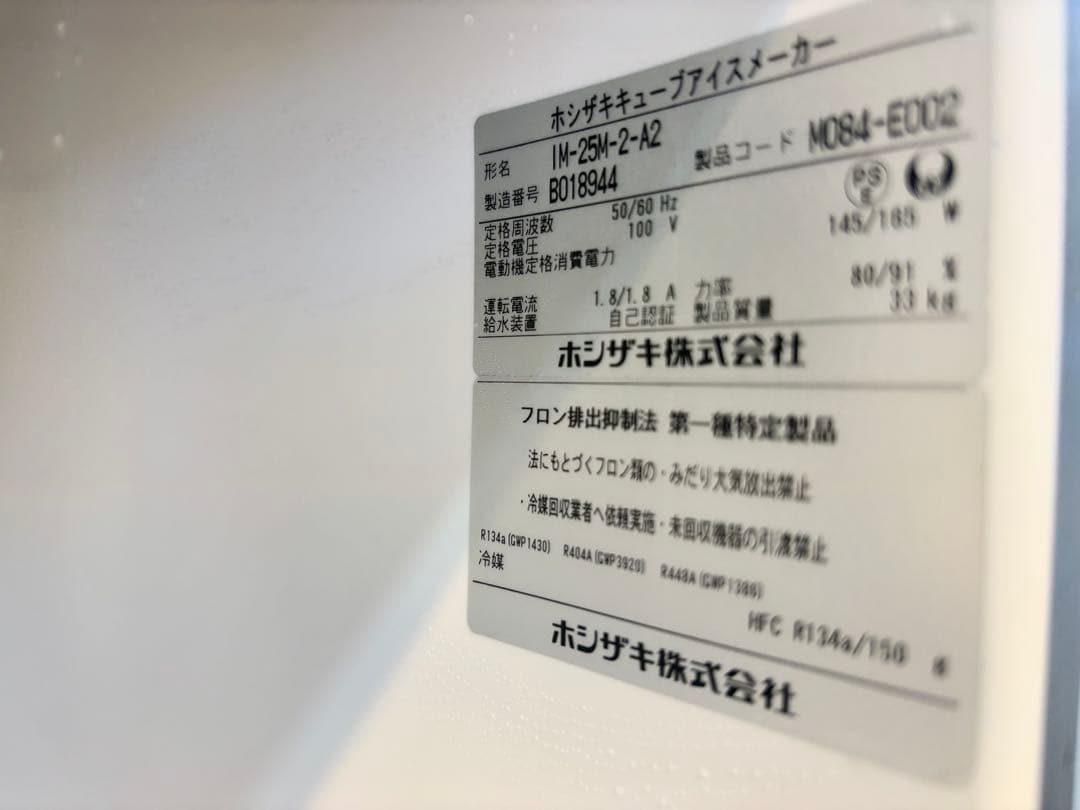 ホシザキキューブアイスメーカー
形名 IM-25M-2-A2 製品コード M084-E002
製造番号 B018944
定格周波数 50/60 Hz
定格電圧 100 V
電動機定格消費電力 145/165 W
運転電流 1.8/1.8 A 力率 80/91 %
給水装置 自己認証 製品質量 33 kg
ホシザキ株式会社
フロン排出抑制法 第一種特定製品
法にもとづくフロン類の・みだり大気放出禁止
・冷媒回収業者へ依頼実施・未回収機器の引渡禁止
R134a(GWP1430) R404A(GWP3920) R448A(GWP1386)
冷媒 HFC R134a/150 g
ホシザキ株式会社